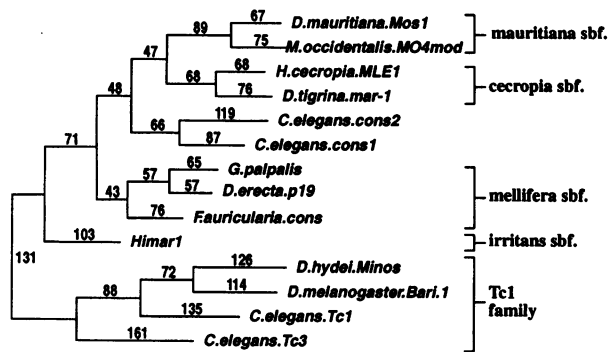 67
D.mauritiana.Mos1
89
75
M.occidentalis.MO4mod
mauritiana sbf.
47
68
H.cecropia.MLE1
68
76
D.tigrina.mar-1
cecropia sbf.
48
119
C.elegans.cons2
66
87
C.elegans.cons1
71
65
G.palpalis
57
57
D.erecta.p19
43
76
F.auricularia.cons
mellifera sbf.
103
Himar1
irritans sbf.
131
126
D.hydei.Minos
72
114
D.melanogaster.Bari.1
88
135
C.elegans.Tc1
161
C.elegans.Tc3
Tc1
family